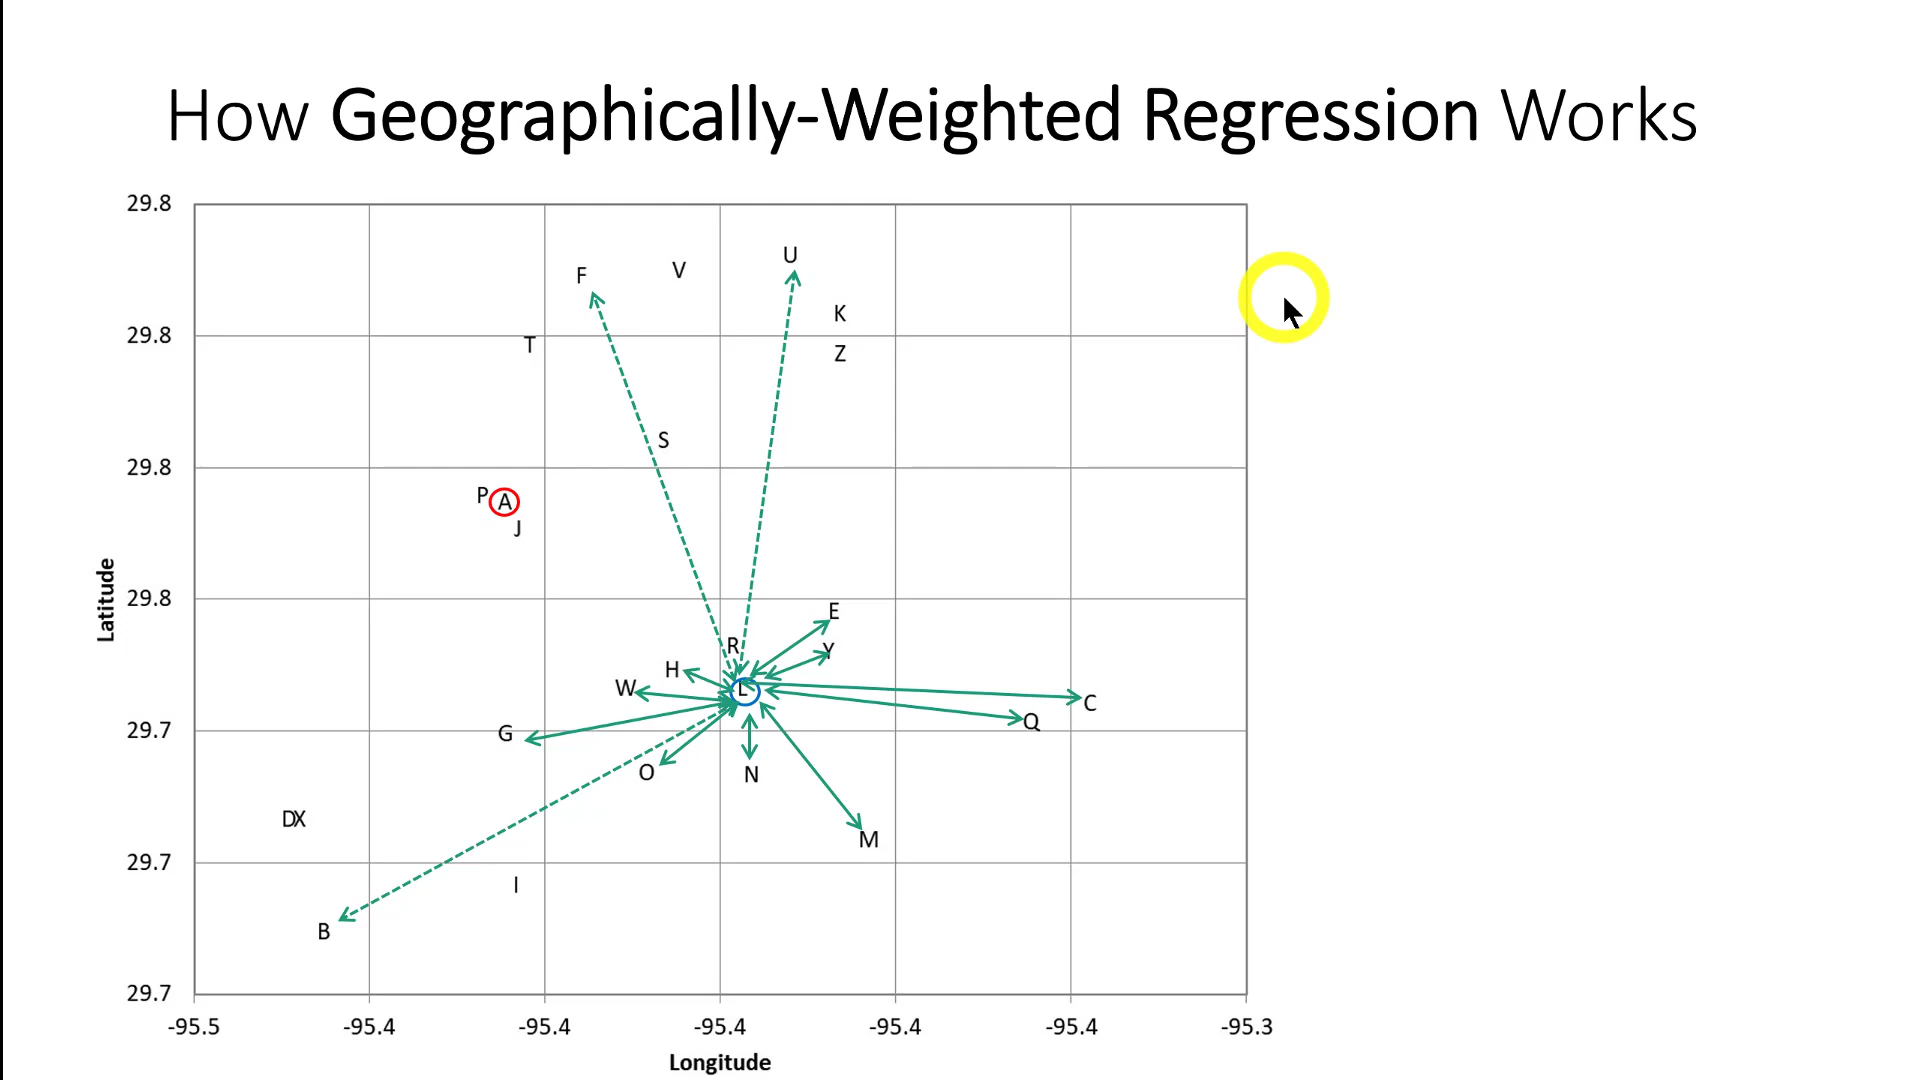 How Geographically-Weighted Regression Works
29.8
U
V
F
K
29.8
T
Z
S
29.8
P
A
J
Latitude
29.8
E
R
Y
H
W
L
C
Q
G
29.7
O
N
DX
M
29.7
I
B
29.7
-95.5 -95.4 -95.4 -95.4 -95.4 -95.4 -95.3
Longitude